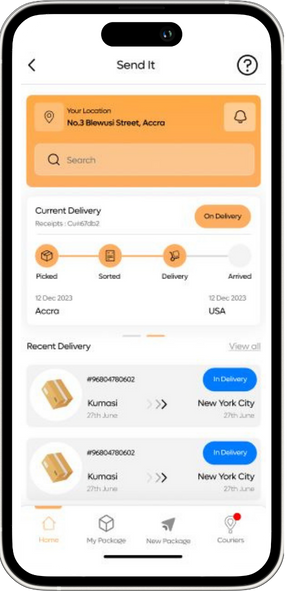 Send It
?
Your Location
No.3 Blewusi Street, Accra
Search
Current Delivery
On Delivery
Receipts : Curr67db2
Picked
Sorted
Delivery
Arrived
12 Dec 2023
12 Dec 2023
Accra
USA
Recent Delivery
View all
#96804780602
In Delivery
Kumasi
New York City
27th June
27th June
#96804780602
In Delivery
Kumasi
New York City
27th June
27th June
Home
My Package
New Package
Couriers